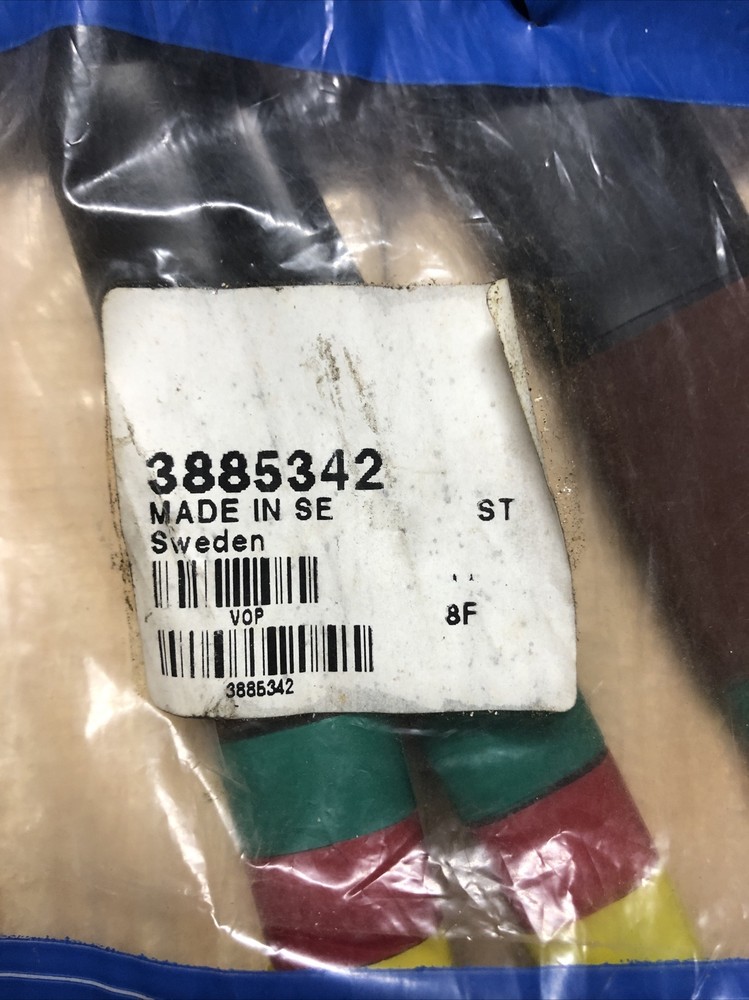 3885342
MADE IN SE ST
Sweden
VOP
8F
3885342